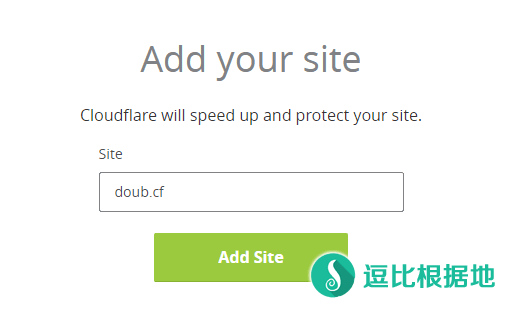 Add your site
Cloudflare will speed up and protect your site.
Site
doub.cf
Add Site
逗比根据地